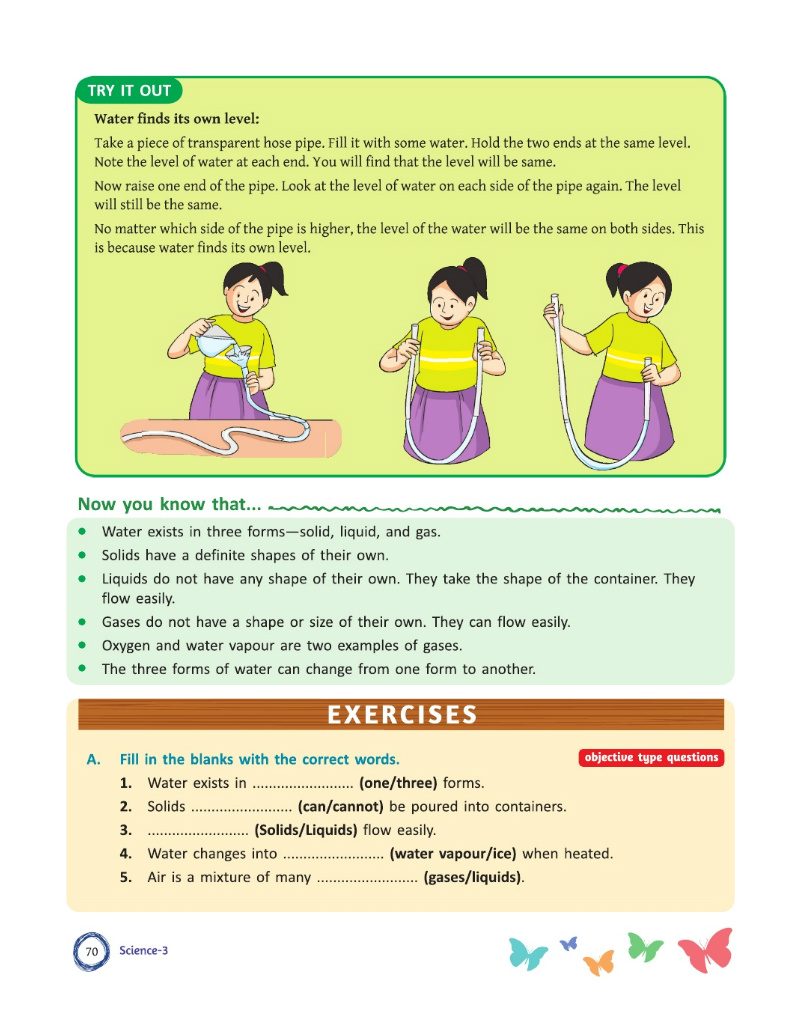 TRY IT OUT
Water finds its own level:
Take a piece of transparent hose pipe. Fill it with some water. Hold the two ends at the same level.
Note the level of water at each end. You will find that the level will be same.
Now raise one end of the pipe. Look at the level of water on each side of the pipe again. The level
will still be the same.
No matter which side of the pipe is higher, the level of the water will be the same on both sides. This
is because water finds its own level.
Now you know that...
• Water exists in three forms—solid, liquid, and gas.
• Solids have a definite shapes of their own.
• Liquids do not have any shape of their own. They take the shape of the container. They
flow easily.
• Gases do not have a shape or size of their own. They can flow easily.
• Oxygen and water vapour are two examples of gases.
• The three forms of water can change from one form to another.
EXERCISES
A. Fill in the blanks with the correct words.
objective type questions
1. Water exists in ......................... (one/three) forms.
2. Solids ......................... (can/cannot) be poured into containers.
3. ......................... (Solids/Liquids) flow easily.
4. Water changes into ......................... (water vapour/ice) when heated.
5. Air is a mixture of many ......................... (gases/liquids).
70 Science-3